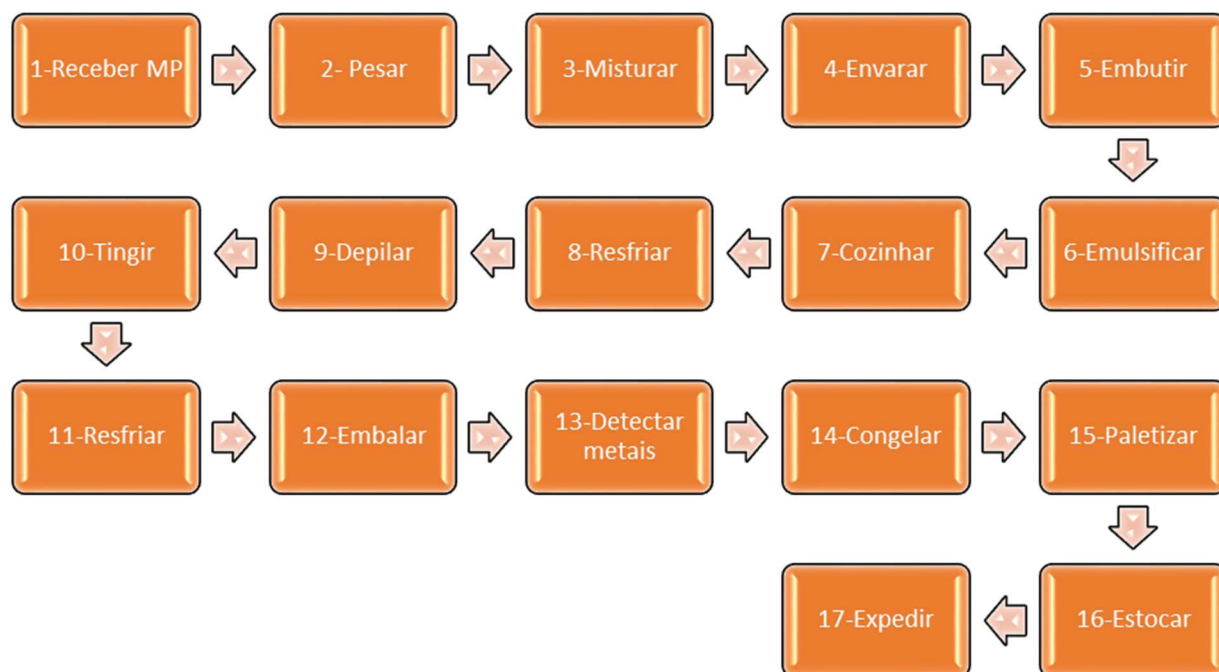 1-Receber MP
2- Pesar
3-Misturar
4-Envarar
5-Embutir
6-Emulsificar
7-Cozinhar
8-Resfriar
9-Depilar
10-Tingir
11-Resfriar
12-Embalar
13-Detectar
metais
14-Congelar
15-Paletizar
16-Estocar
17-Expedir